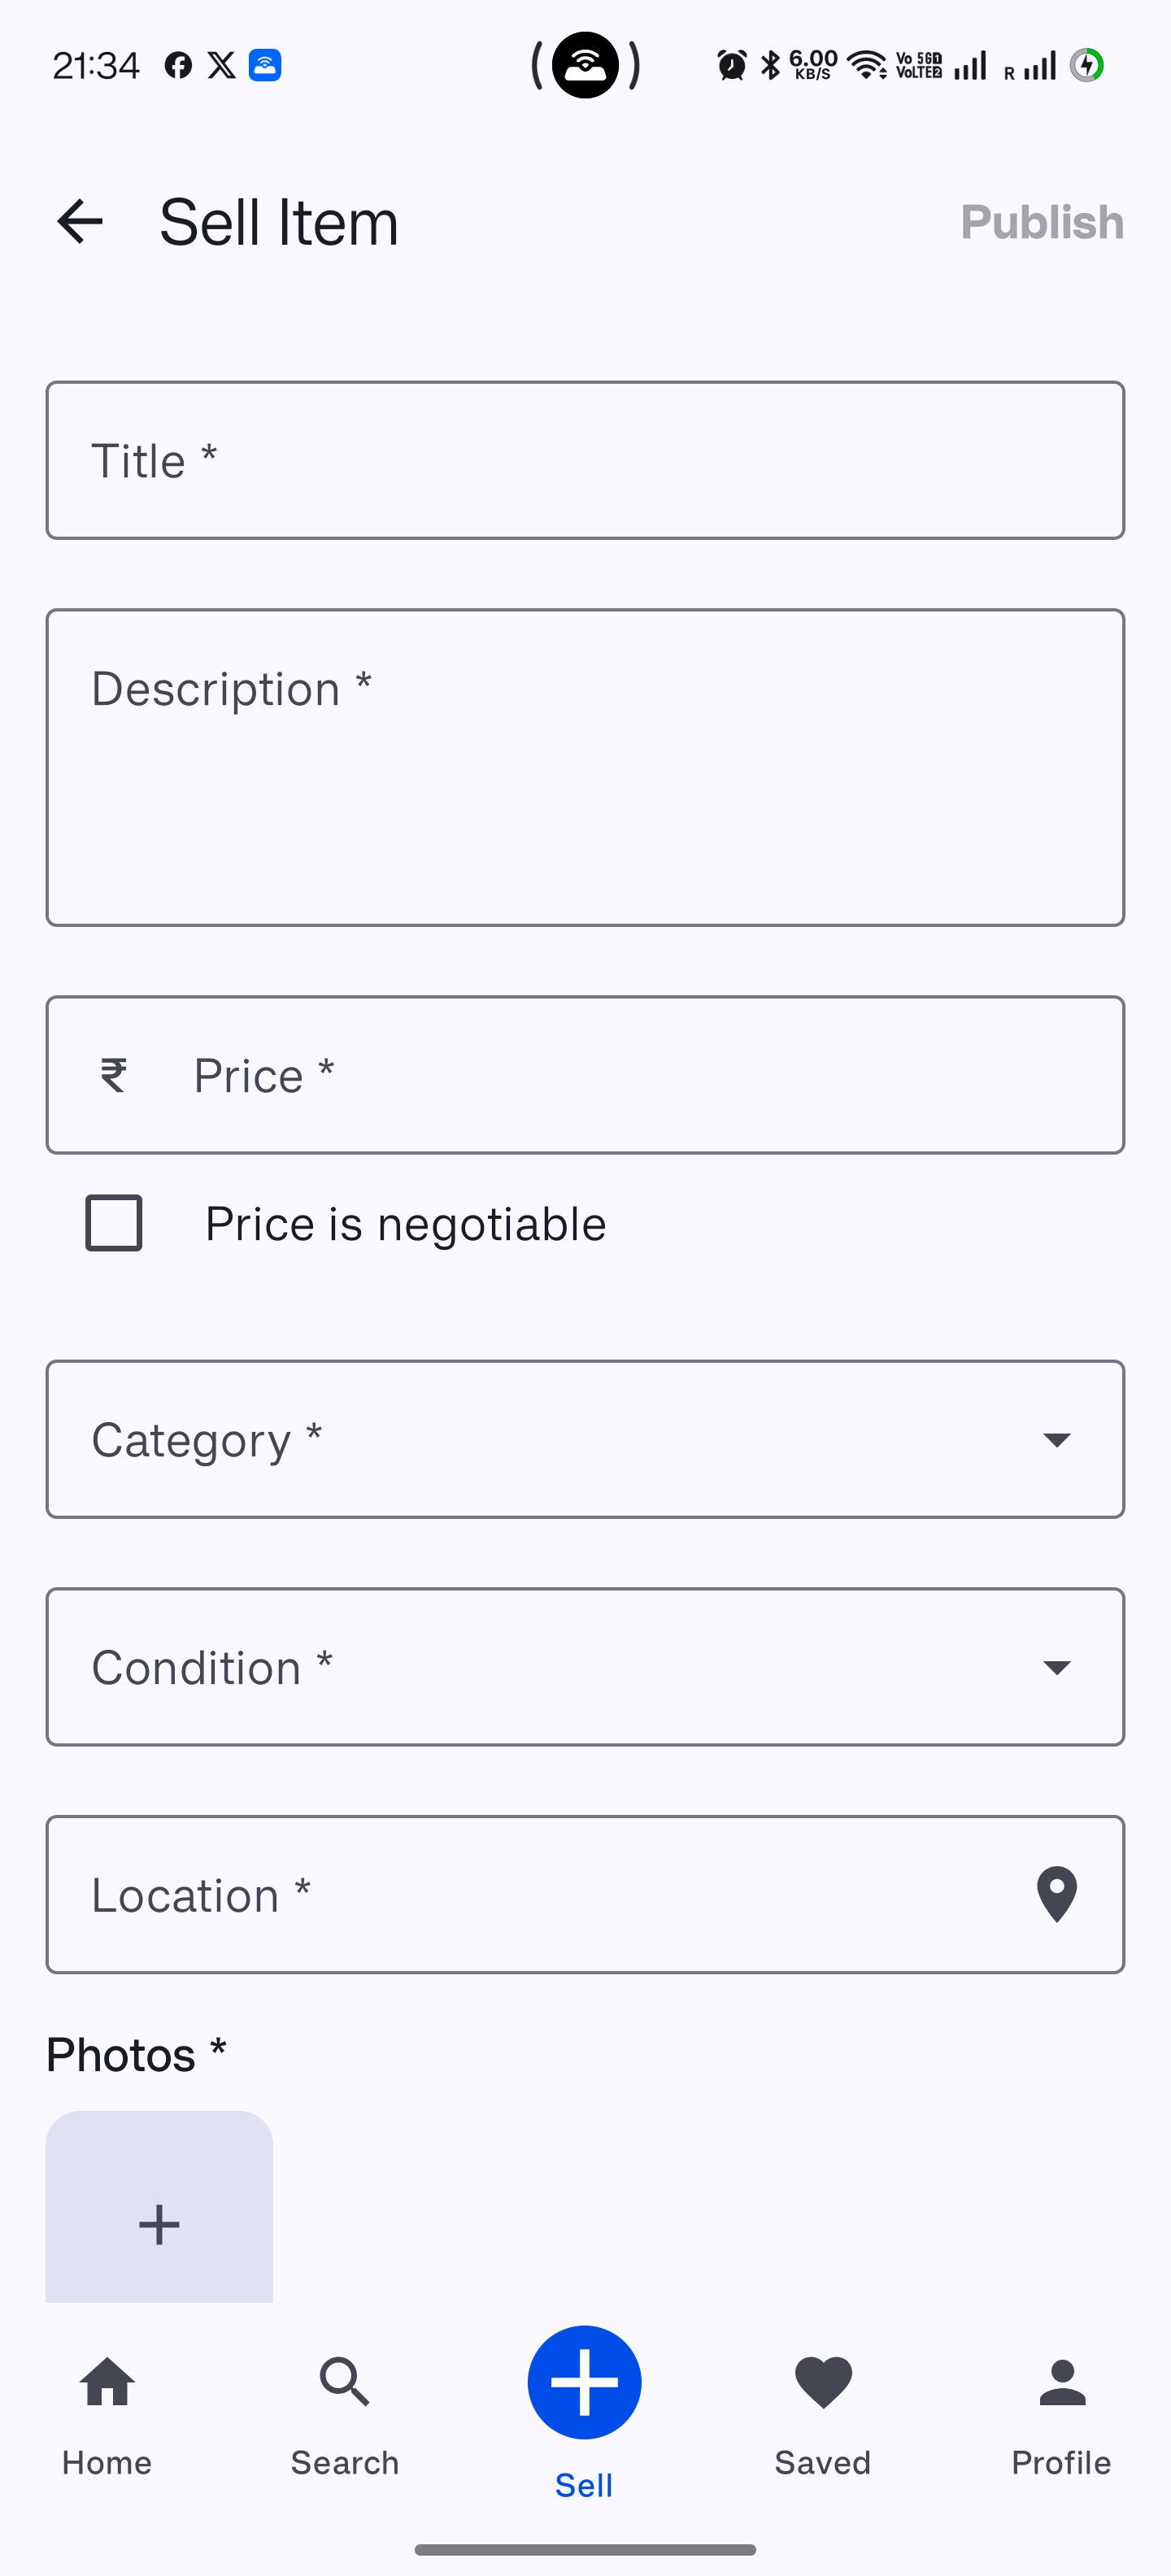 21:34
6.00
KB/S
Vo 5G
VoLTE
R
Sell Item
Publish
Title *
Description *
₹ Price *
Price is negotiable
Category *
Condition *
Location *
Photos *
Home
Search
Sell
Saved
Profile